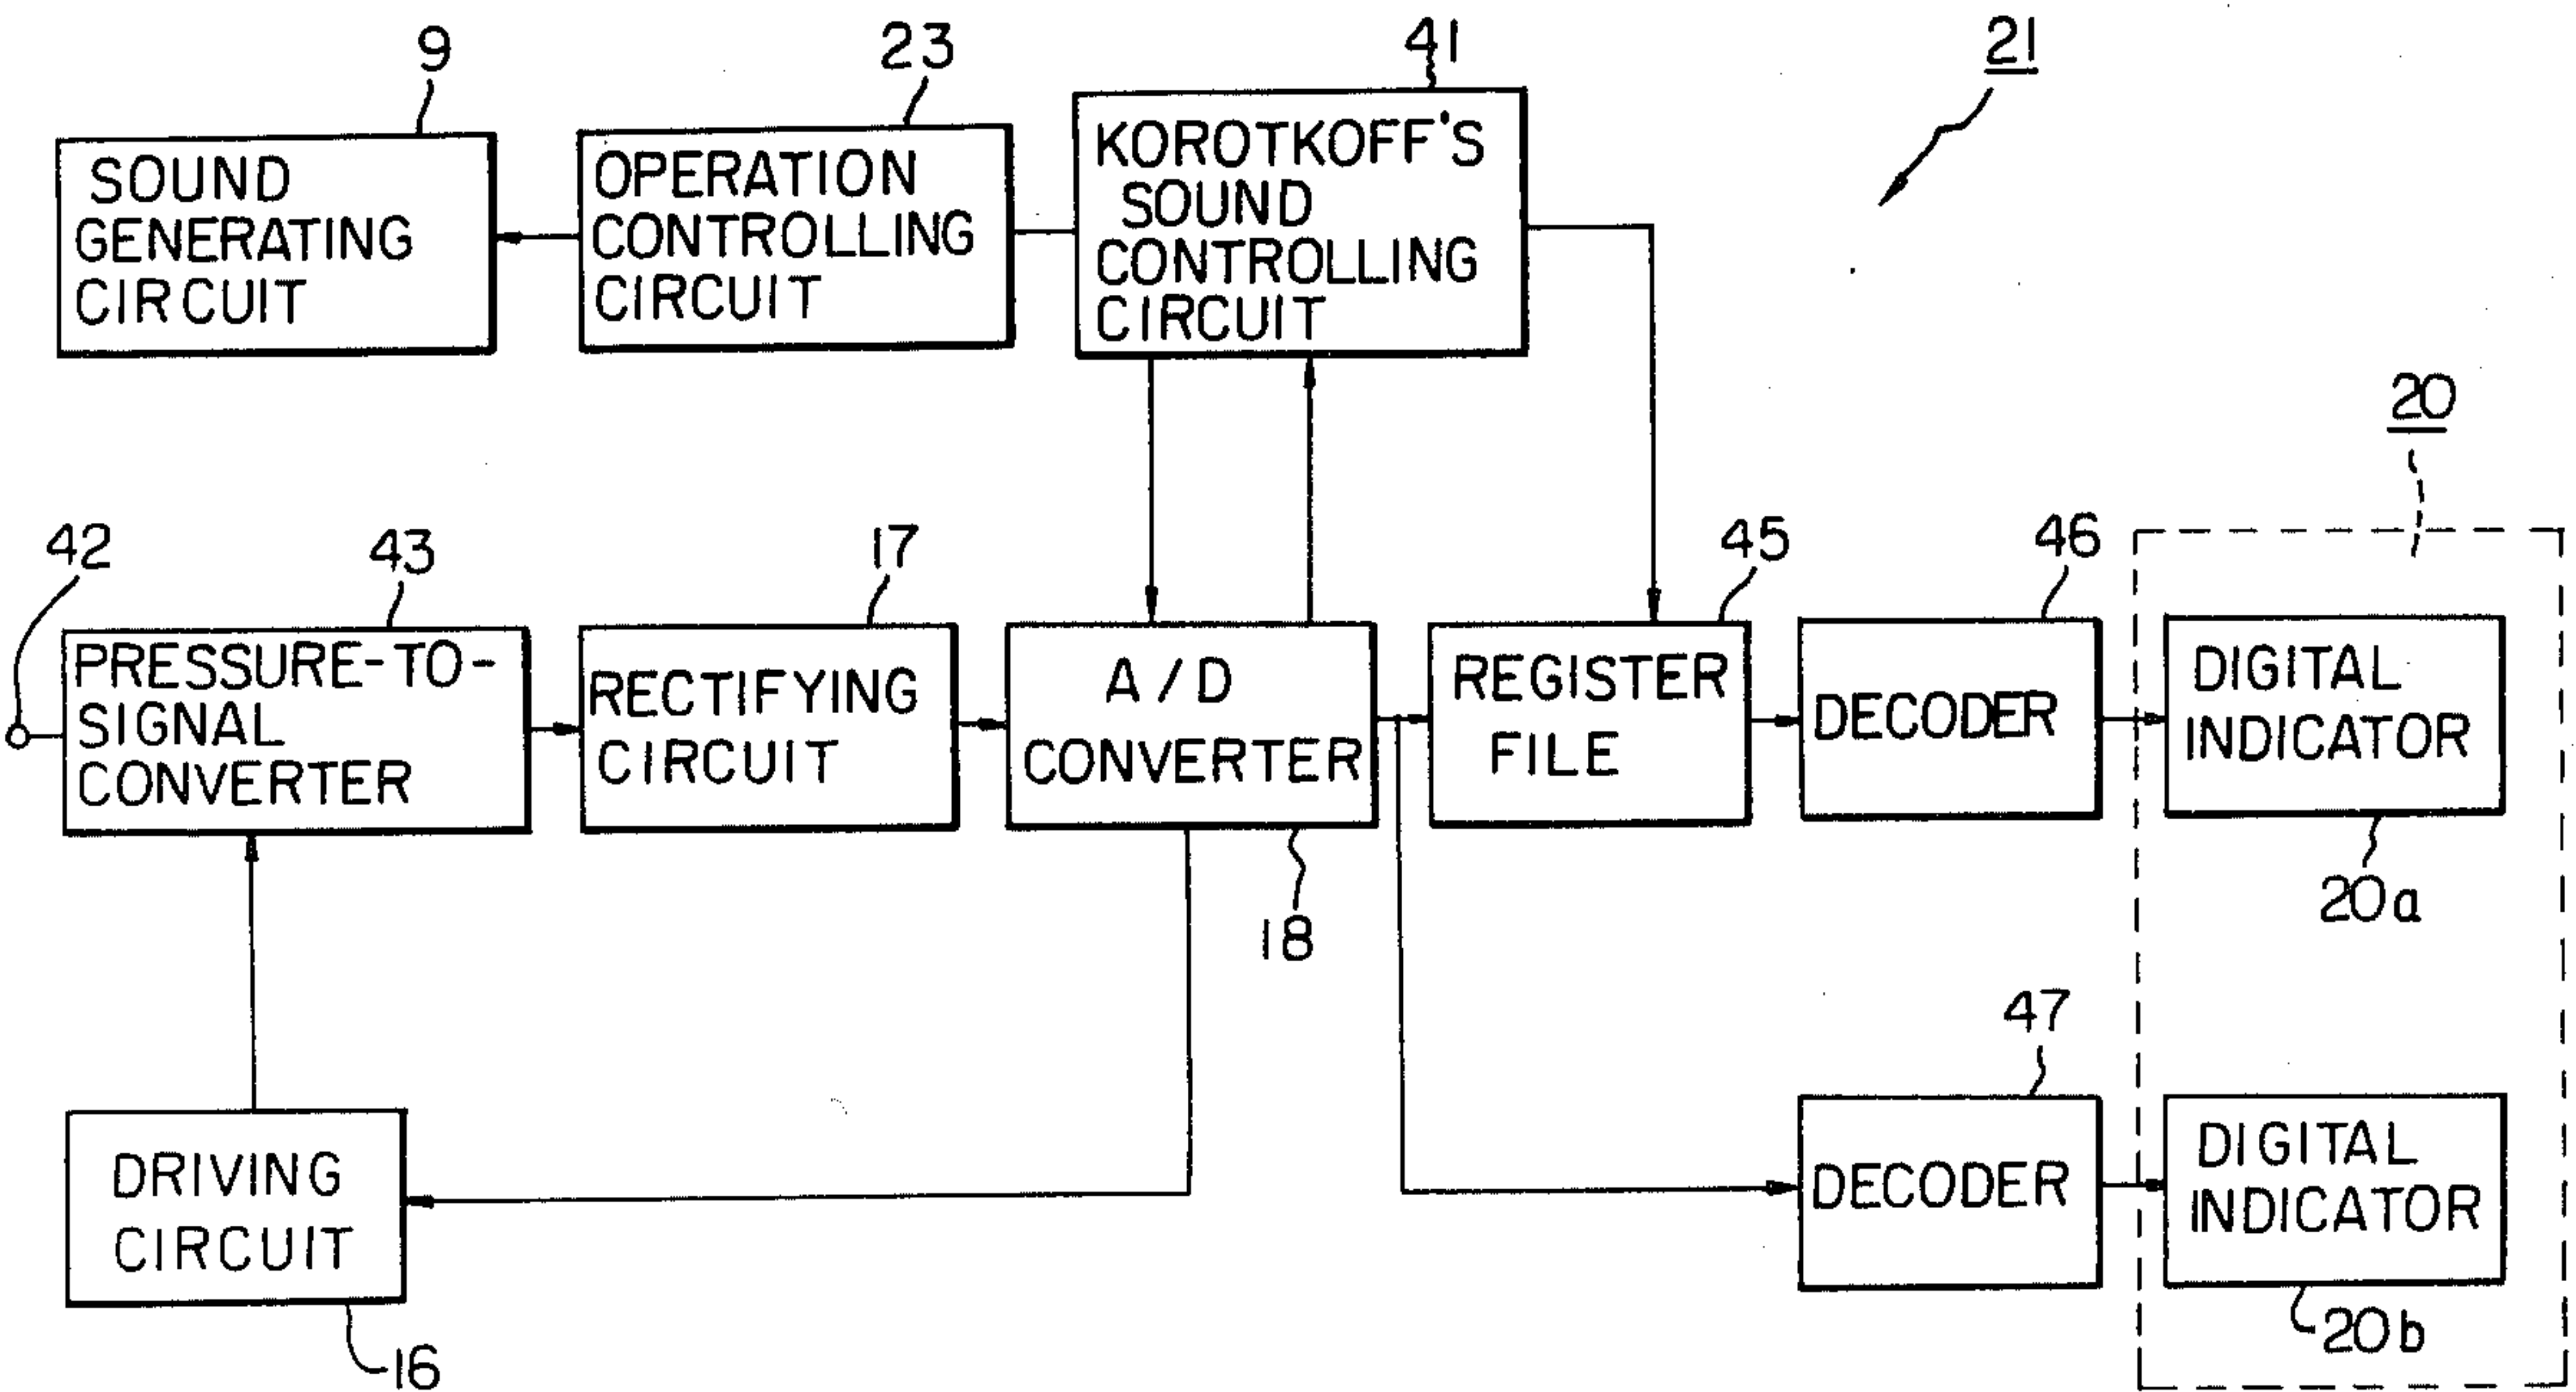 9
23
41
21
SOUND
GENERATING
CIRCUIT
OPERATION
CONTROLLING
CIRCUIT
KOROTKOFF'S
SOUND
CONTROLLING
CIRCUIT
20
42
43
17
45
46
PRESSURE-TO-
SIGNAL
CONVERTER
RECTIFYING
CIRCUIT
A/D
CONVERTER
REGISTER
FILE
DECODER
DIGITAL
INDICATOR
18
20a
47
DRIVING
CIRCUIT
DECODER
DIGITAL
INDICATOR
16
20b